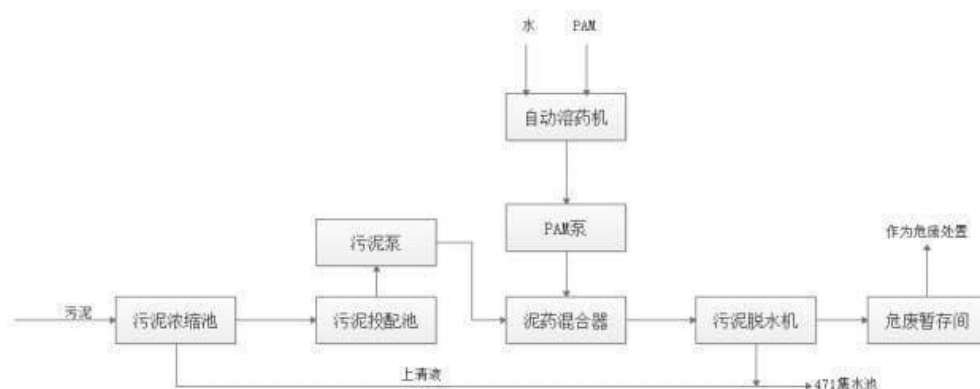 水 PAM
自动溶药机
PAM泵
污泥泵
作为危废处置
污泥
污泥浓缩池
污泥投配池
泥药混合器
污泥脱水机
危废暂存间
上清液
471集水池